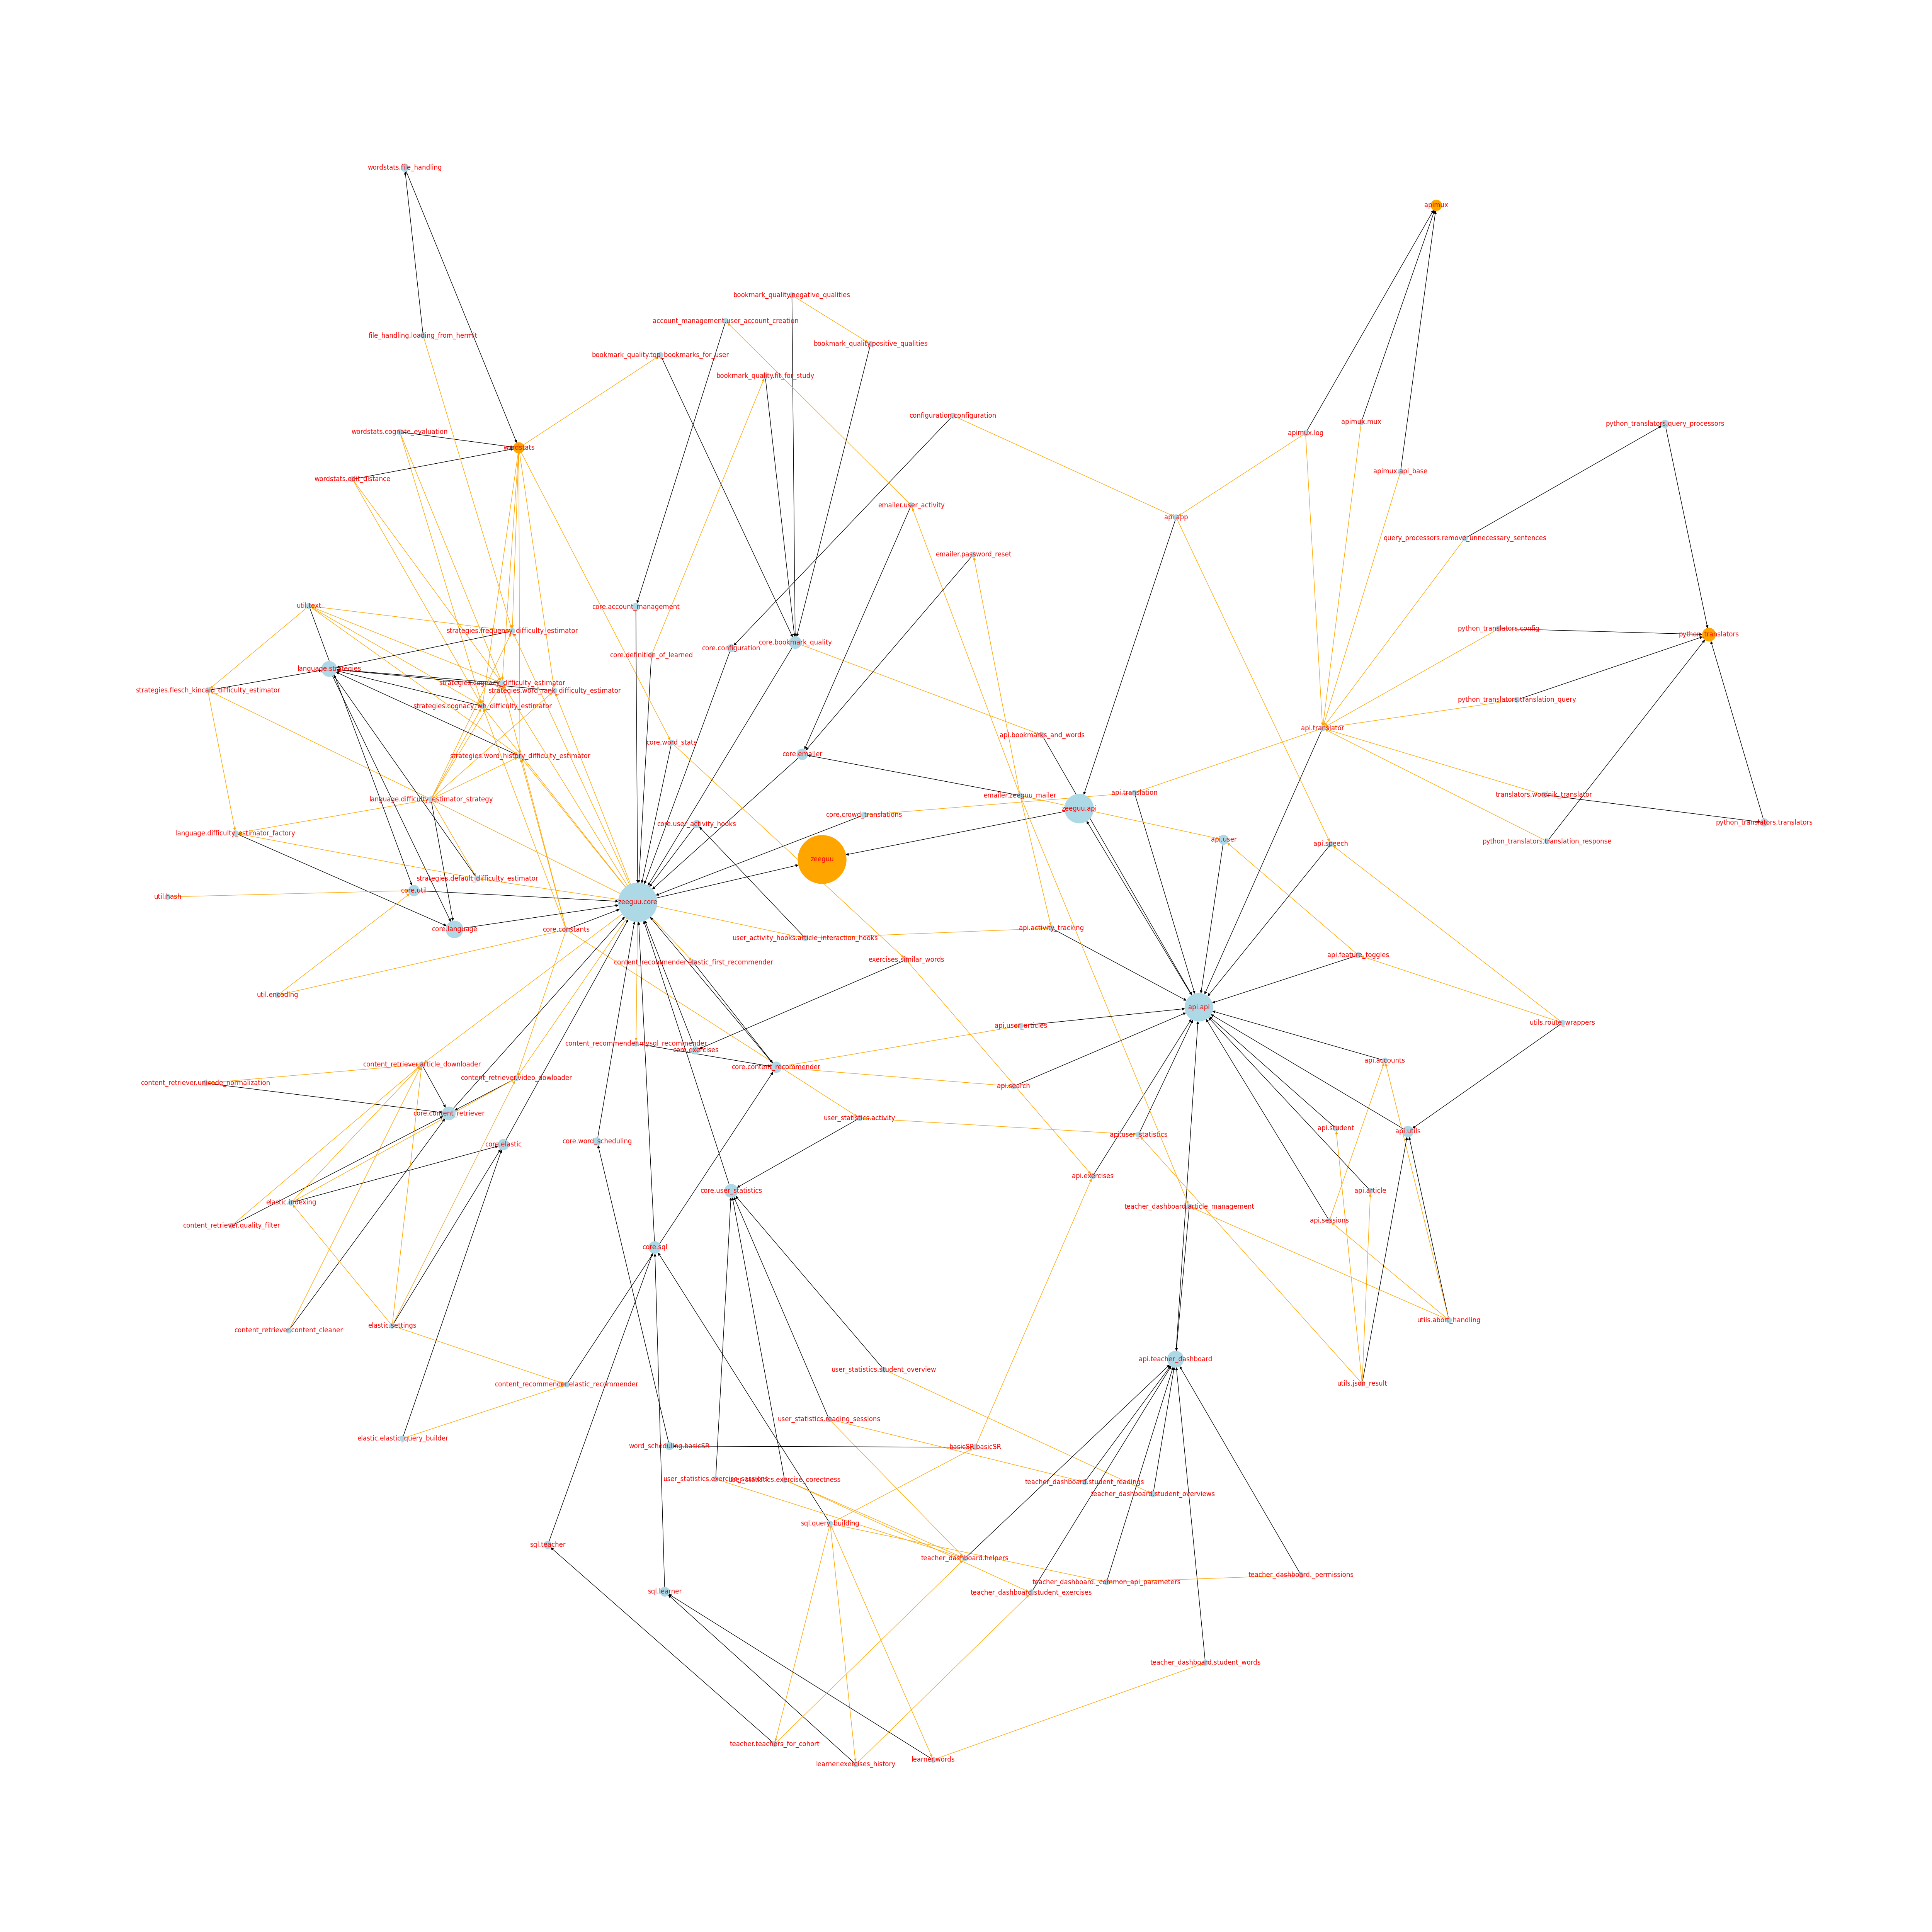 wordstats.file_handling
apimux
bookmark_quality.negative_qualities
account_management.user_account_creation
file_handling.loading_from_hermit
bookmark_quality.positive_qualities
bookmark_quality.top_bookmarks_for_user
bookmark_quality.fit_for_study
configuration.configuration
apimux.mux
python_translators.query_processors
wordstats.cognate_evaluation
apimux.log
wordstats
apimux.api_base
wordstats.edit_distance
emailer.user_activity
api.app
query_processors.remove_unnecessary_sentences
emailer.password_reset
util.text
core.account_management
strategies.frequency_difficulty_estimator
python_translators.config
python_translators
core.bookmark_quality
core.configuration
core.definition_of_learned
language.strategies
strategies.cognacy_difficulty_estimator
strategies.flesch_kincaid_difficulty_estimator
strategies.word_rank_difficulty_estimator
python_translators.translation_query
strategies.cognacy_wh_difficulty_estimator
api.translator
api.bookmarks_and_words
core.word_stats
core.emailer
strategies.word_history_difficulty_estimator
api.translation
emailer.zeeguu_mailer
translators.wordnik_translator
language.difficulty_estimator_strategy
zeeguu.api
core.crowd_translations
core.user_activity_hooks
python_translators.translators
language.difficulty_estimator_factory
api.user
api.speech
python_translators.translation_response
zeeguu
strategies.default_difficulty_estimator
core.util
util.hash
zeeguu.core
core.language
core.constants
api.activity_tracking
user_activity_hooks.article_interaction_hooks
api.feature_toggles
exercises.similar_words
content_recommender.elastic_first_recommender
util.encoding
api.api
utils.route_wrappers
api.user_articles
content_recommender.mysql_recommender
core.exercises
api.accounts
content_retriever.article_downloader
core.content_recommender
content_retriever.video_dowloader
content_retriever.unicode_normalization
api.search
core.content_retriever
user_statistics.activity
api.student
api.utils
api.user_statistics
core.word_scheduling
core.elastic
api.exercises
core.user_statistics
api.article
elastic.indexing
teacher_dashboard.article_management
api.sessions
content_retriever.quality_filter
core.sql
utils.abort_handling
elastic.settings
content_retriever.content_cleaner
api.teacher_dashboard
user_statistics.student_overview
content_recommender.elastic_recommender
utils.json_result
user_statistics.reading_sessions
elastic.elastic_query_builder
word_scheduling.basicSR
basicSR.basicSR
user_statistics.exercise_sessions
user_statistics.exercise_corectness
teacher_dashboard.student_readings
teacher_dashboard.student_overviews
sql.query_building
sql.teacher
teacher_dashboard.helpers
teacher_dashboard._permissions
teacher_dashboard._common_api_parameters
sql.learner
teacher_dashboard.student_exercises
teacher_dashboard.student_words
teacher.teachers_for_cohort
learner.words
learner.exercises_history